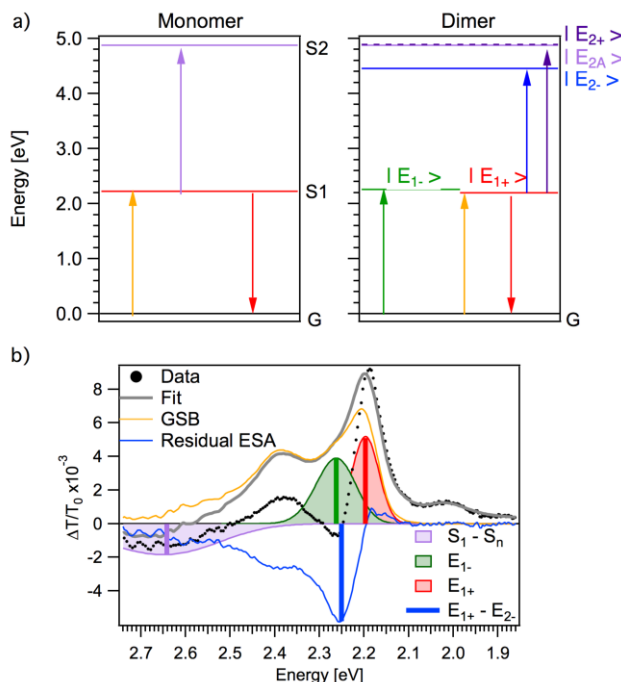 a) Monomer Dimer
5.0
4.0
3.0
2.0
1.0
0.0
Energy [eV]
S2
S1
G
| E2+ >
| E2A >
| E2- >
| E1- > | E1+ >
G
b)
8
6
4
2
0
-2
-4
ΔT/T0 x10-3
Data
Fit
GSB
Residual ESA
S1 - Sn
E1-
E1+
E1+ - E2-
2.7 2.6 2.5 2.4 2.3 2.2 2.1 2.0 1.9
Energy [eV]